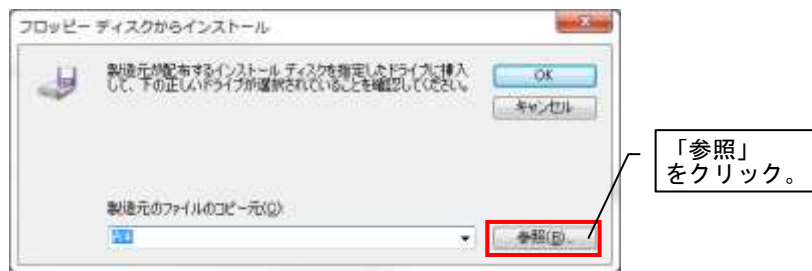 フロッピー ディスクからインストール
製造元が配布するインストール ディスクを指定したドライブに挿入
して、下の正しいドライブが選択されていることを確認してください。
OK
キャンセル
「参照」
をクリック。
製造元のファイルのコピー元(C):
A:¥
参照(B)...